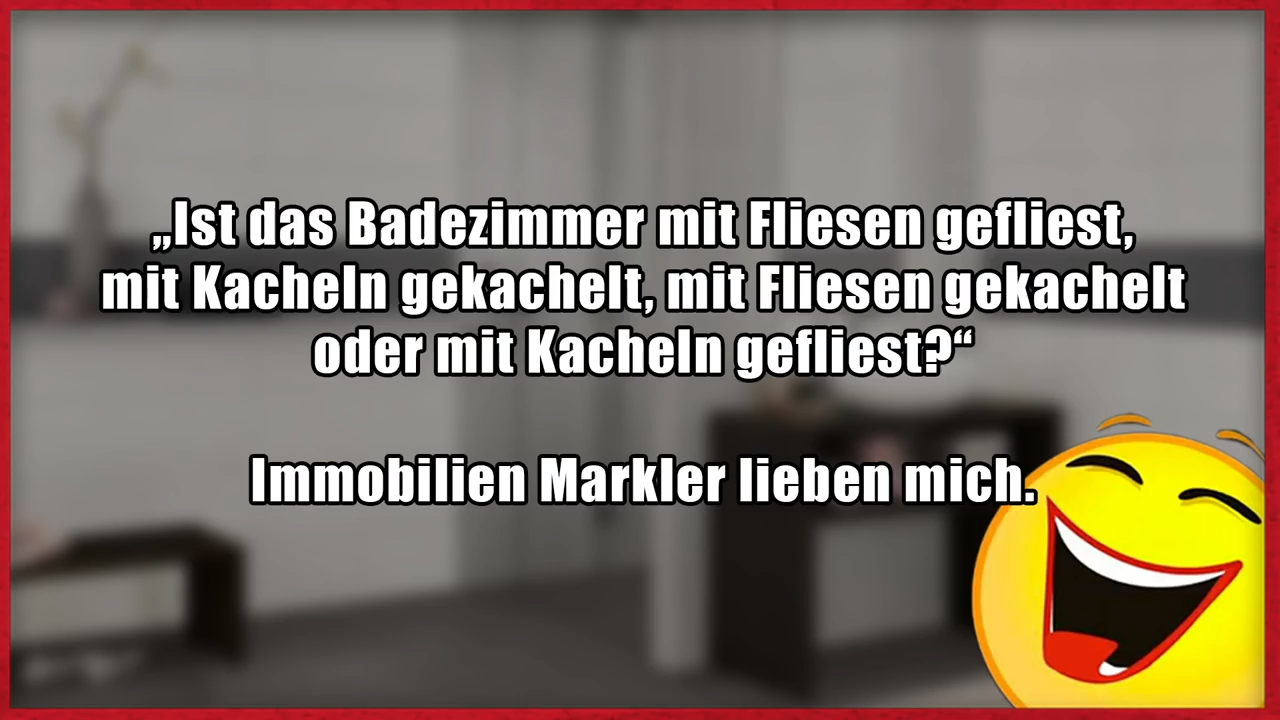 „Ist das Badezimmer mit Fliesen gefliest,
mit Kacheln gekachelt, mit Fliesen gekachelt
oder mit Kacheln gefliest?“
Immobilien Markler lieben mich.